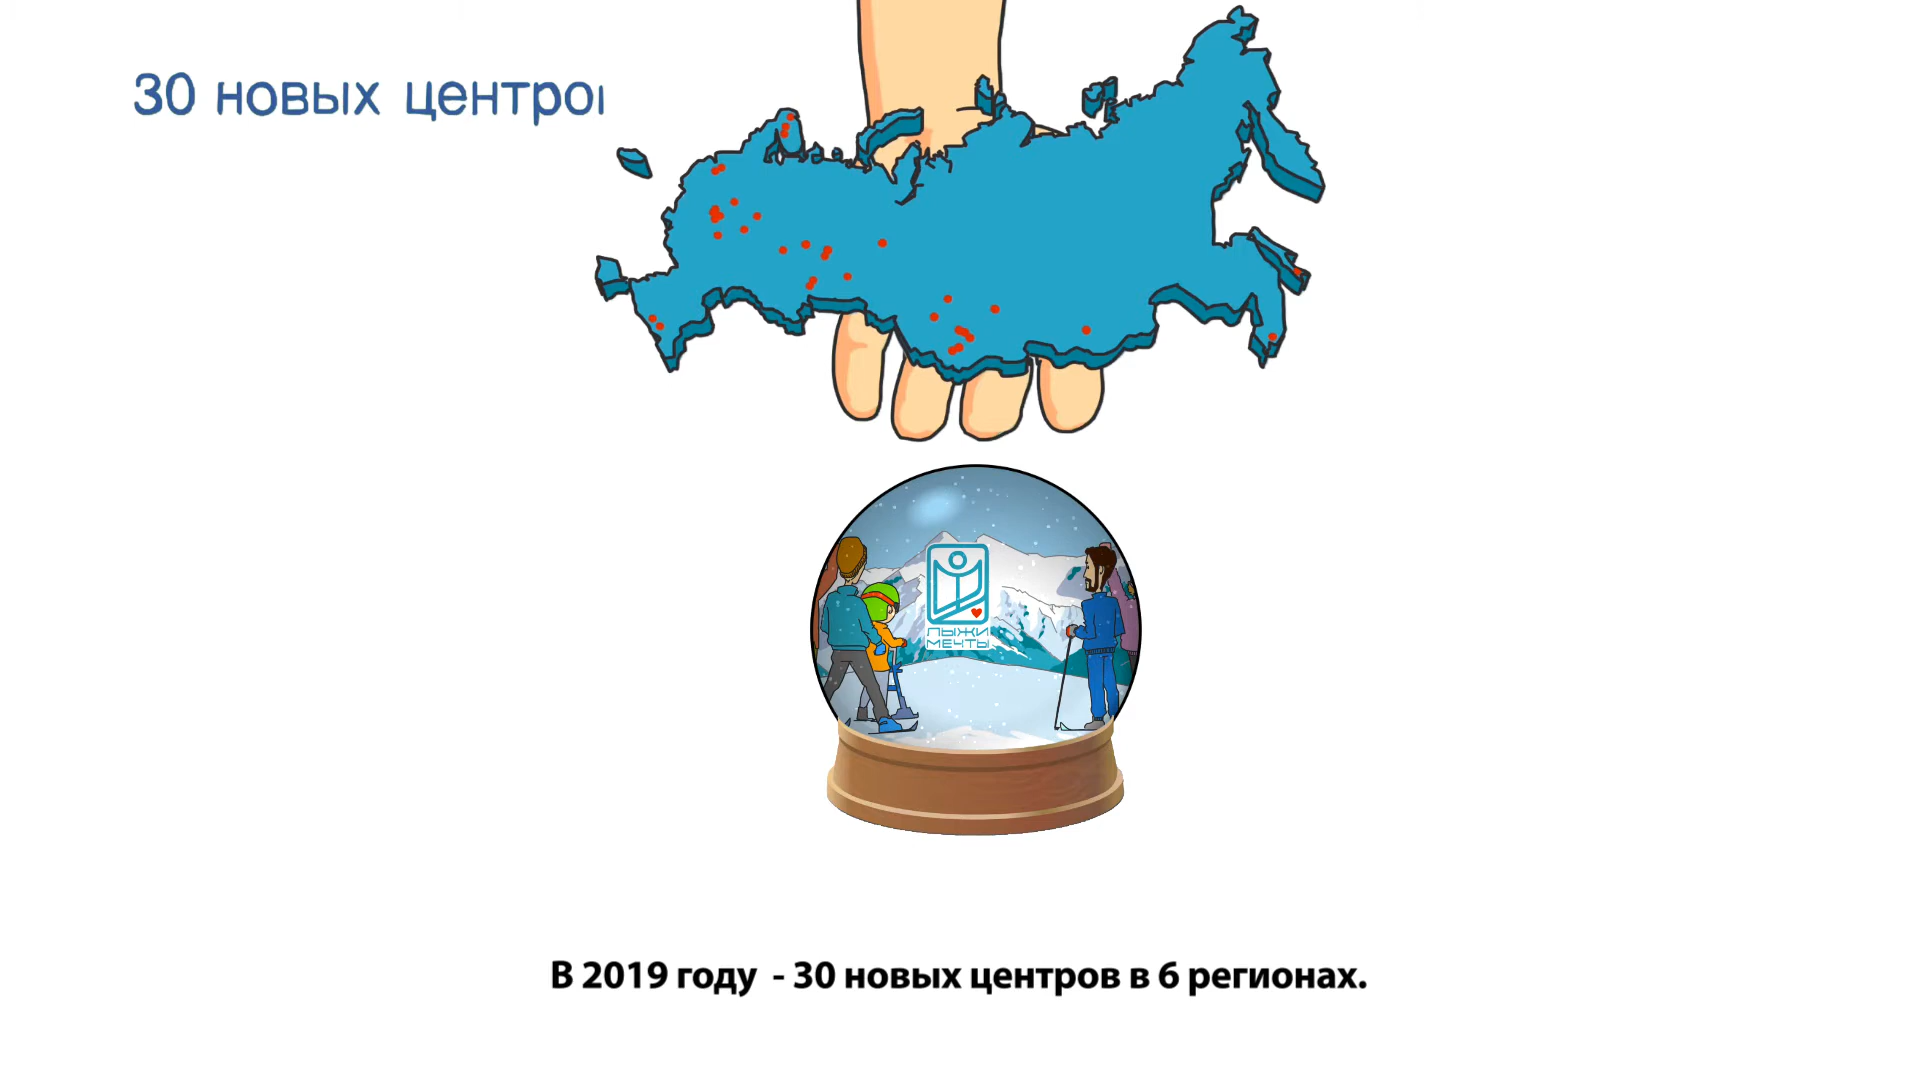 30 новых центро
ЛЫЖИ
МЕЧТЫ
В 2019 году - 30 новых центров в 6 регионах.